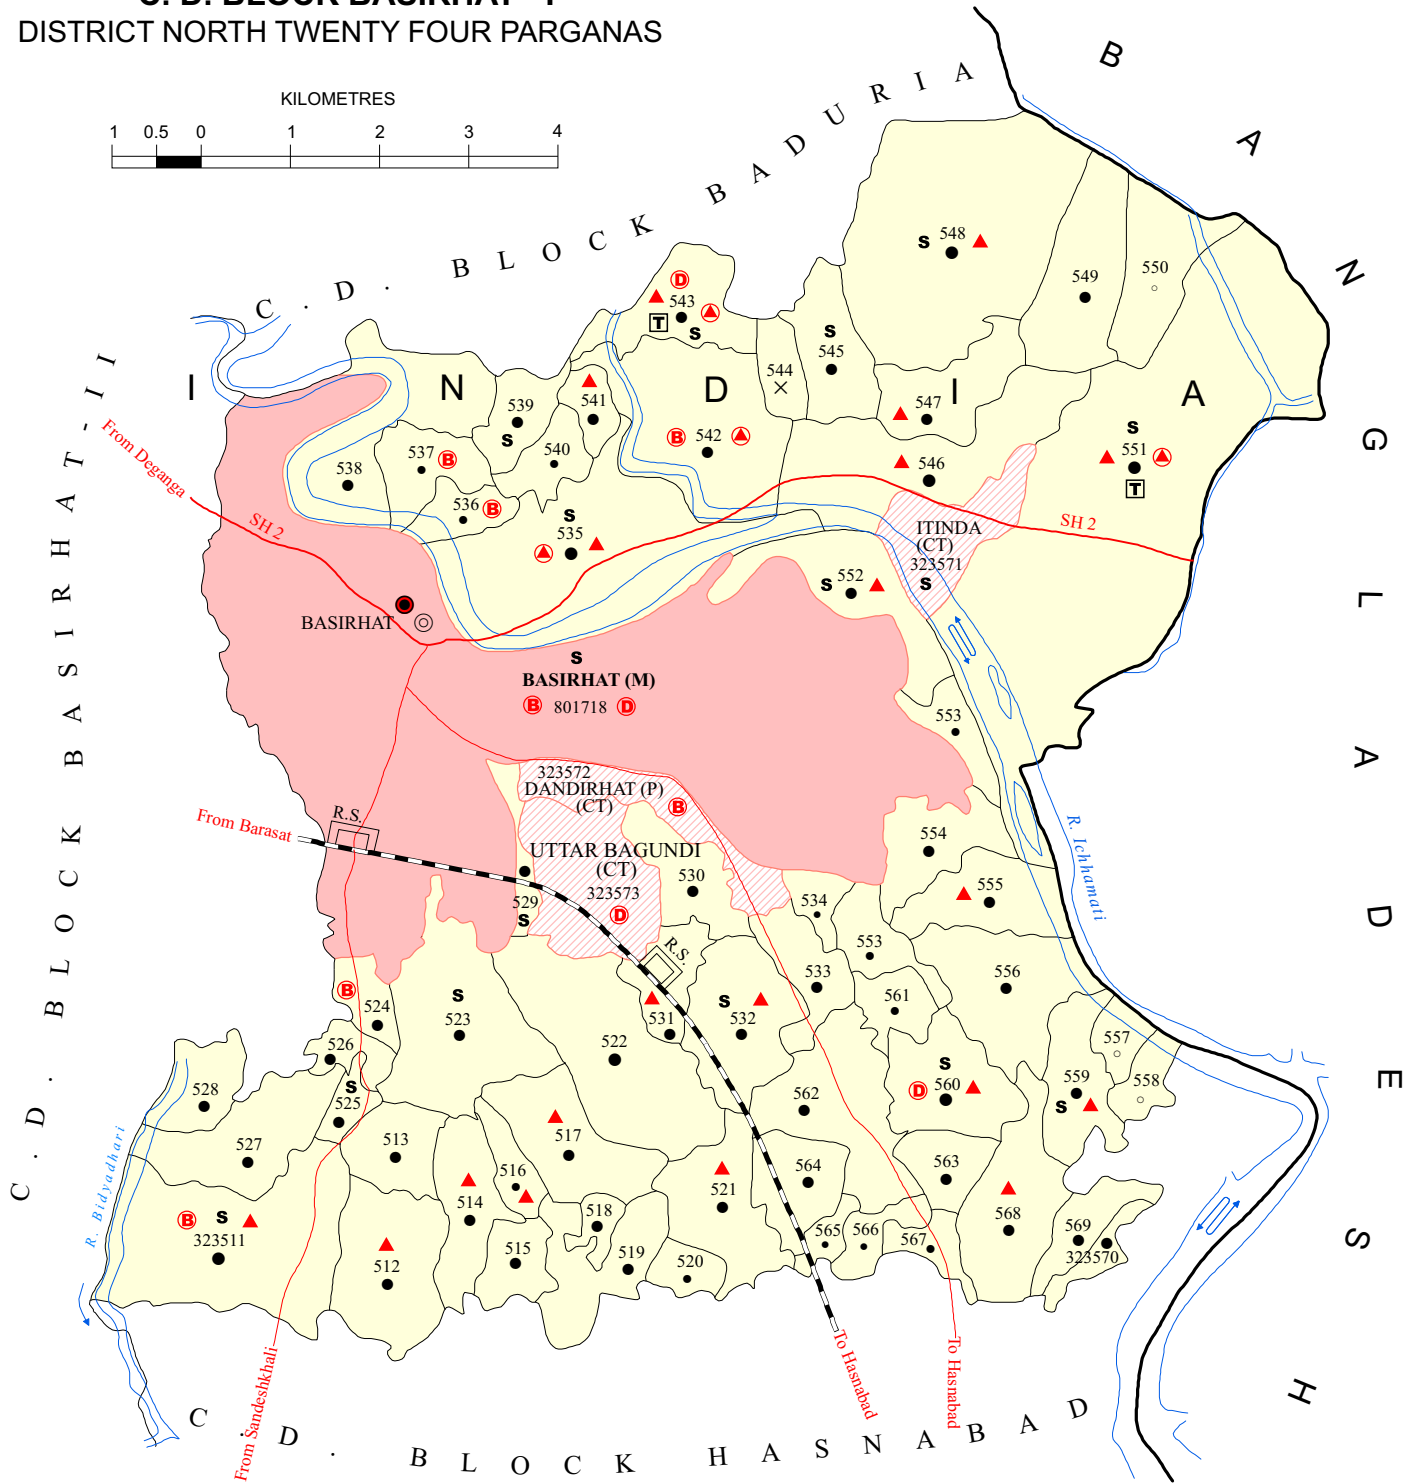 C. D. BLOCK BASIRHAT - I
DISTRICT NORTH TWENTY FOUR PARGANAS
KILOMETRES
1 0.5 0 1 2 3 4
C. D. BLOCK BADURIA
BANGLADESH
C. D. BLOCK BASIRHAT - II
INDIA
548
549
550
D
543
T
S
S
545
544
S
547
539
S
541
B 542
546
S
551
T
538
537 B
540
536 B
S
535
From Deganga
SH 2
SH 2
ITINDA
(CT)
323571
S
S 552
BASIRHAT
S
BASIRHAT (M)
B 801718 D
553
323572
DANDIRHAT (P)
(CT)
B
R.S.
From Barasat
UTTAR BAGUNDI
(CT)
323573
D
529
S
530
554
R. Ichhamati
555
534
553
533
556
561
R.S.
B
524
S
523
531
S
532
522
526
S
525
528
527
562
S
D 560
557
558
559
S
513
517
516
514
564
563
521
568
R. Bidyadhari
B S
323511
512
515
518
519
520
565
566
567
569
323570
From Sandeshkhali
To Hasnabad
To Hasnabad
C. D. BLOCK HASNABAD